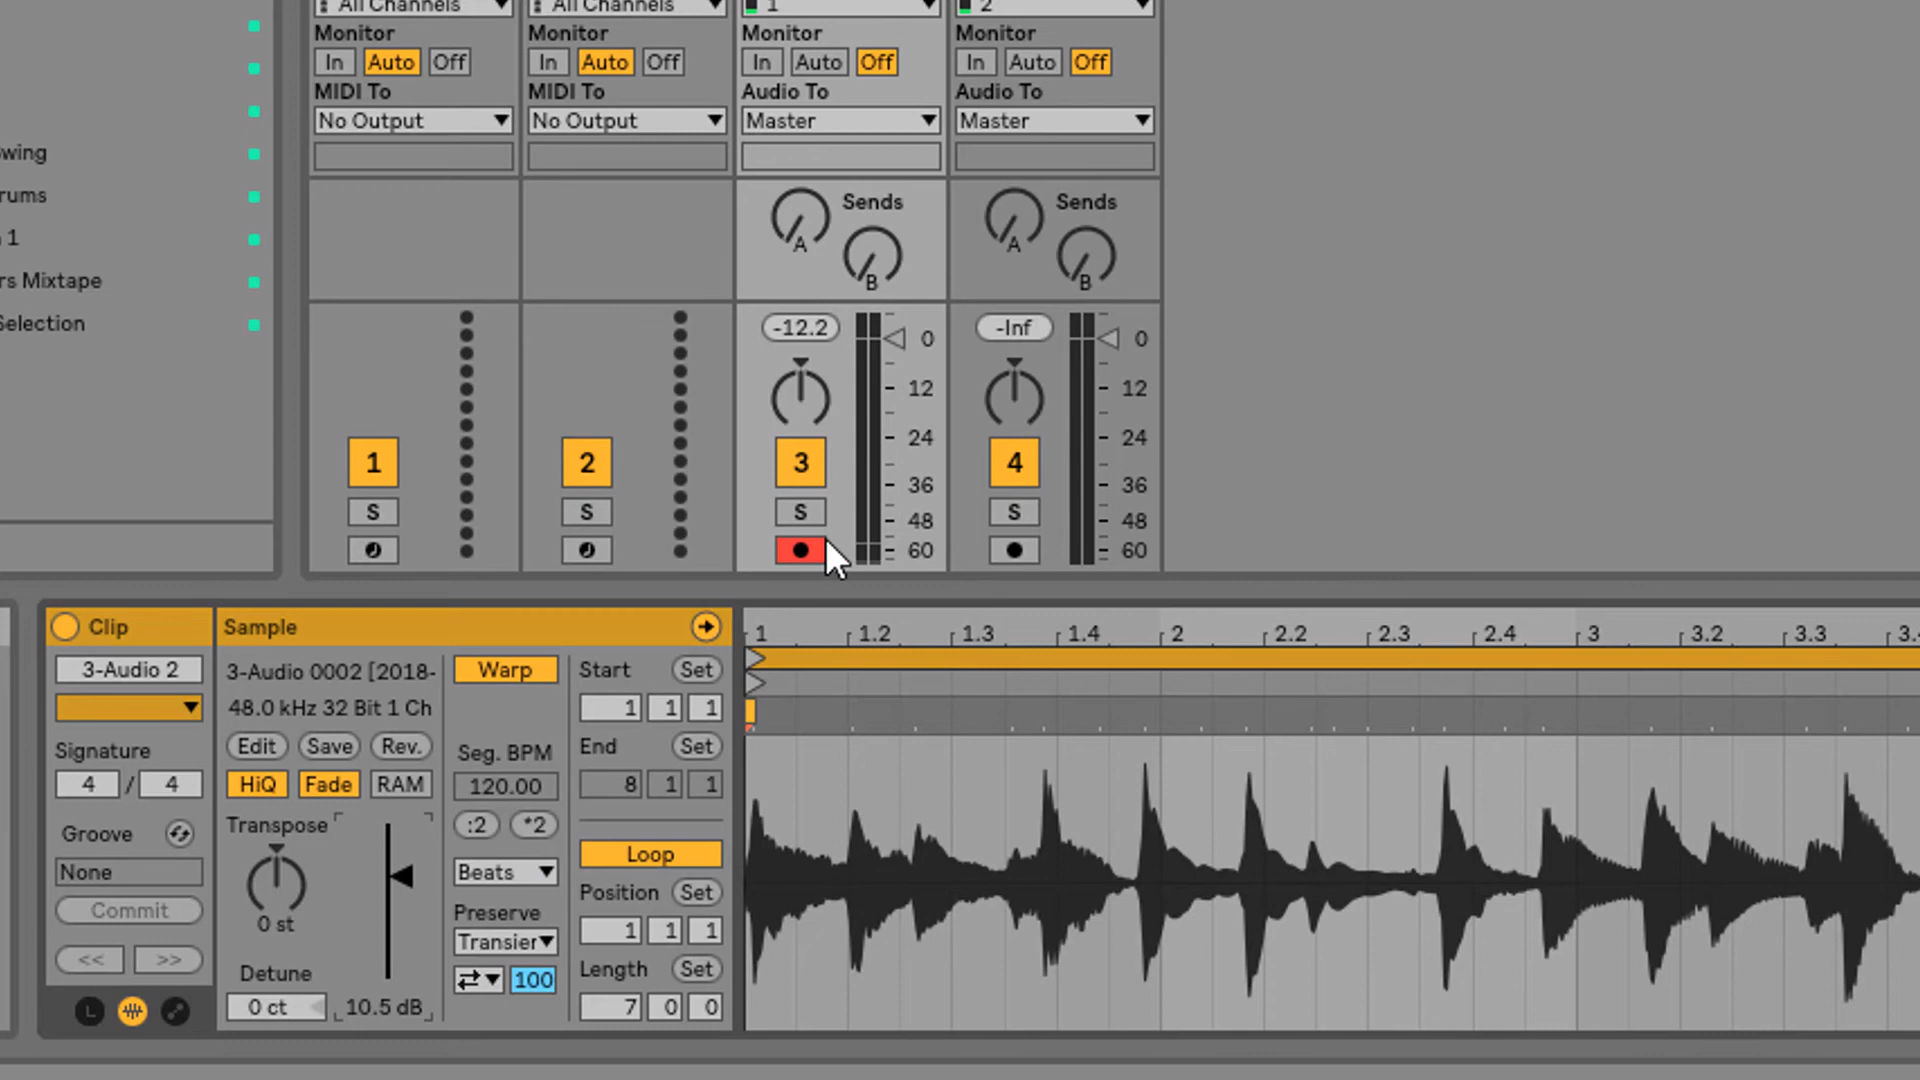 All Channels All Channels 1 2
Monitor Monitor Monitor Monitor
In Auto Off In Auto Off In Auto Off In Auto Off
MIDI To MIDI To Audio To Audio To
No Output No Output Master Master
wing
rums
1
rs Mixtape
Selection
Sends Sends
A A
B B
-12.2 0 -Inf 0
12 12
24 24
1 2 3 4
36 36
S S S S
48 48
60 60
Clip Sample
1 1.2 1.3 1.4 2 2.2 2.3 2.4 3 3.2 3.3 3.4
3-Audio 2
Signature
4 / 4
Groove
None
Commit
<< >>
L
3-Audio 0002 [2018-
48.0 kHz 32 Bit 1 Ch
Edit Save Rev.
HiQ Fade RAM
Transpose
0 st
Detune
0 ct 10.5 dB
Warp
Seg. BPM
120.00
:2 *2
Beats
Preserve
Transier
100
Start Set
1 1 1
End Set
8 1 1
Loop
Position Set
1 1 1
Length Set
7 0 0